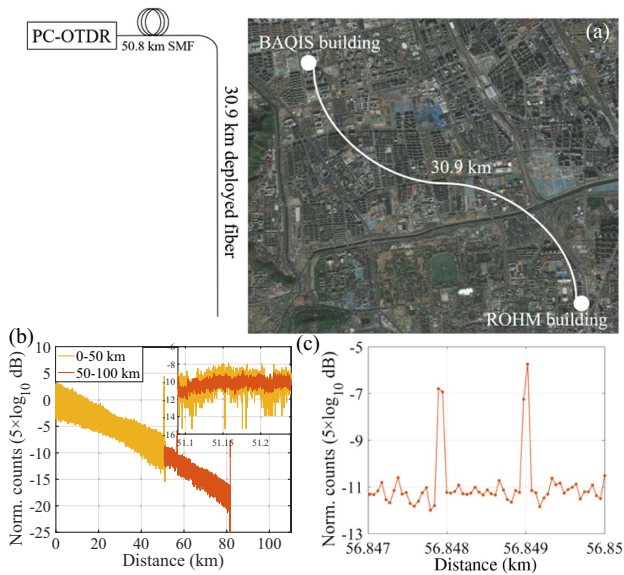 PC-OTDR
50.8 km SMF
30.9 km deployed fiber
(a)
BAQIS building
30.9 km
ROHM building
(b)
Norm. counts (5×log₁₀ dB)
10
5
0
-5
-10
-15
-20
-25
0 20 40 60 80 100
Distance (km)
0-50 km
50-100 km
-6
-8
-10
-12
-14
-16
51.1 51.15 51.2
(c)
Norm. counts (5×log₁₀ dB)
-5
-7
-9
-11
-13
56.847 56.848 56.849 56.85
Distance (km)